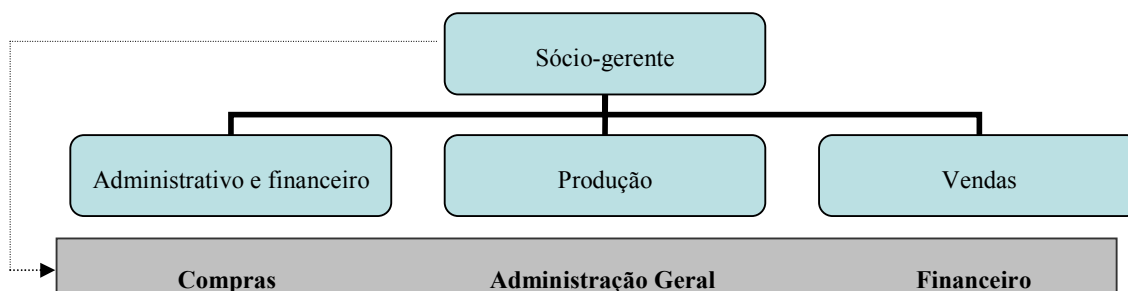 Sócio-gerente
Administrativo e financeiro
Produção
Vendas
Compras
Administração Geral
Financeiro